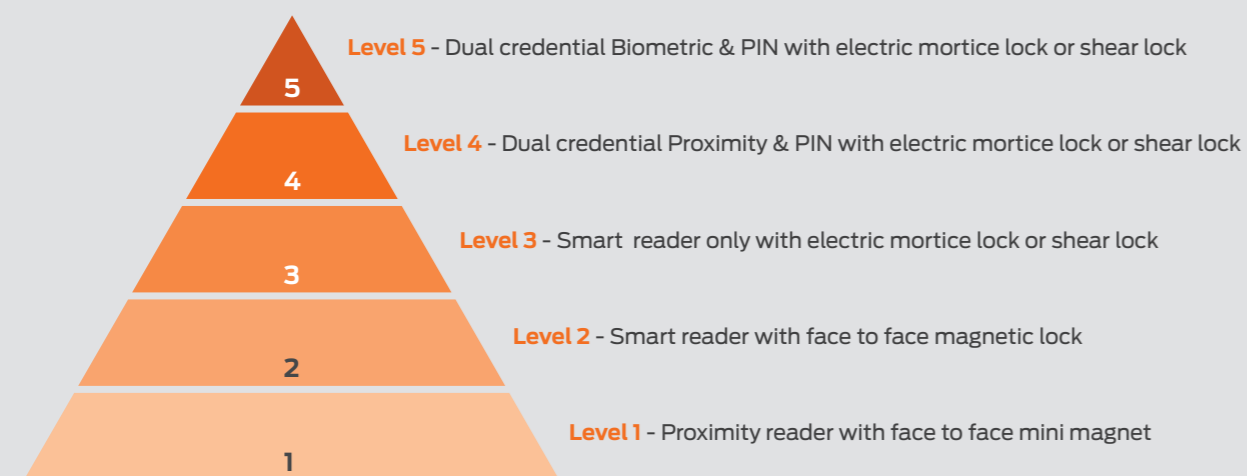 Level 5 - Dual credential Biometric & PIN with electric mortice lock or shear lock
5
Level 4 - Dual credential Proximity & PIN with electric mortice lock or shear lock
4
Level 3 - Smart reader only with electric mortice lock or shear lock
3
Level 2 - Smart reader with face to face magnetic lock
2
Level 1 - Proximity reader with face to face mini magnet
1